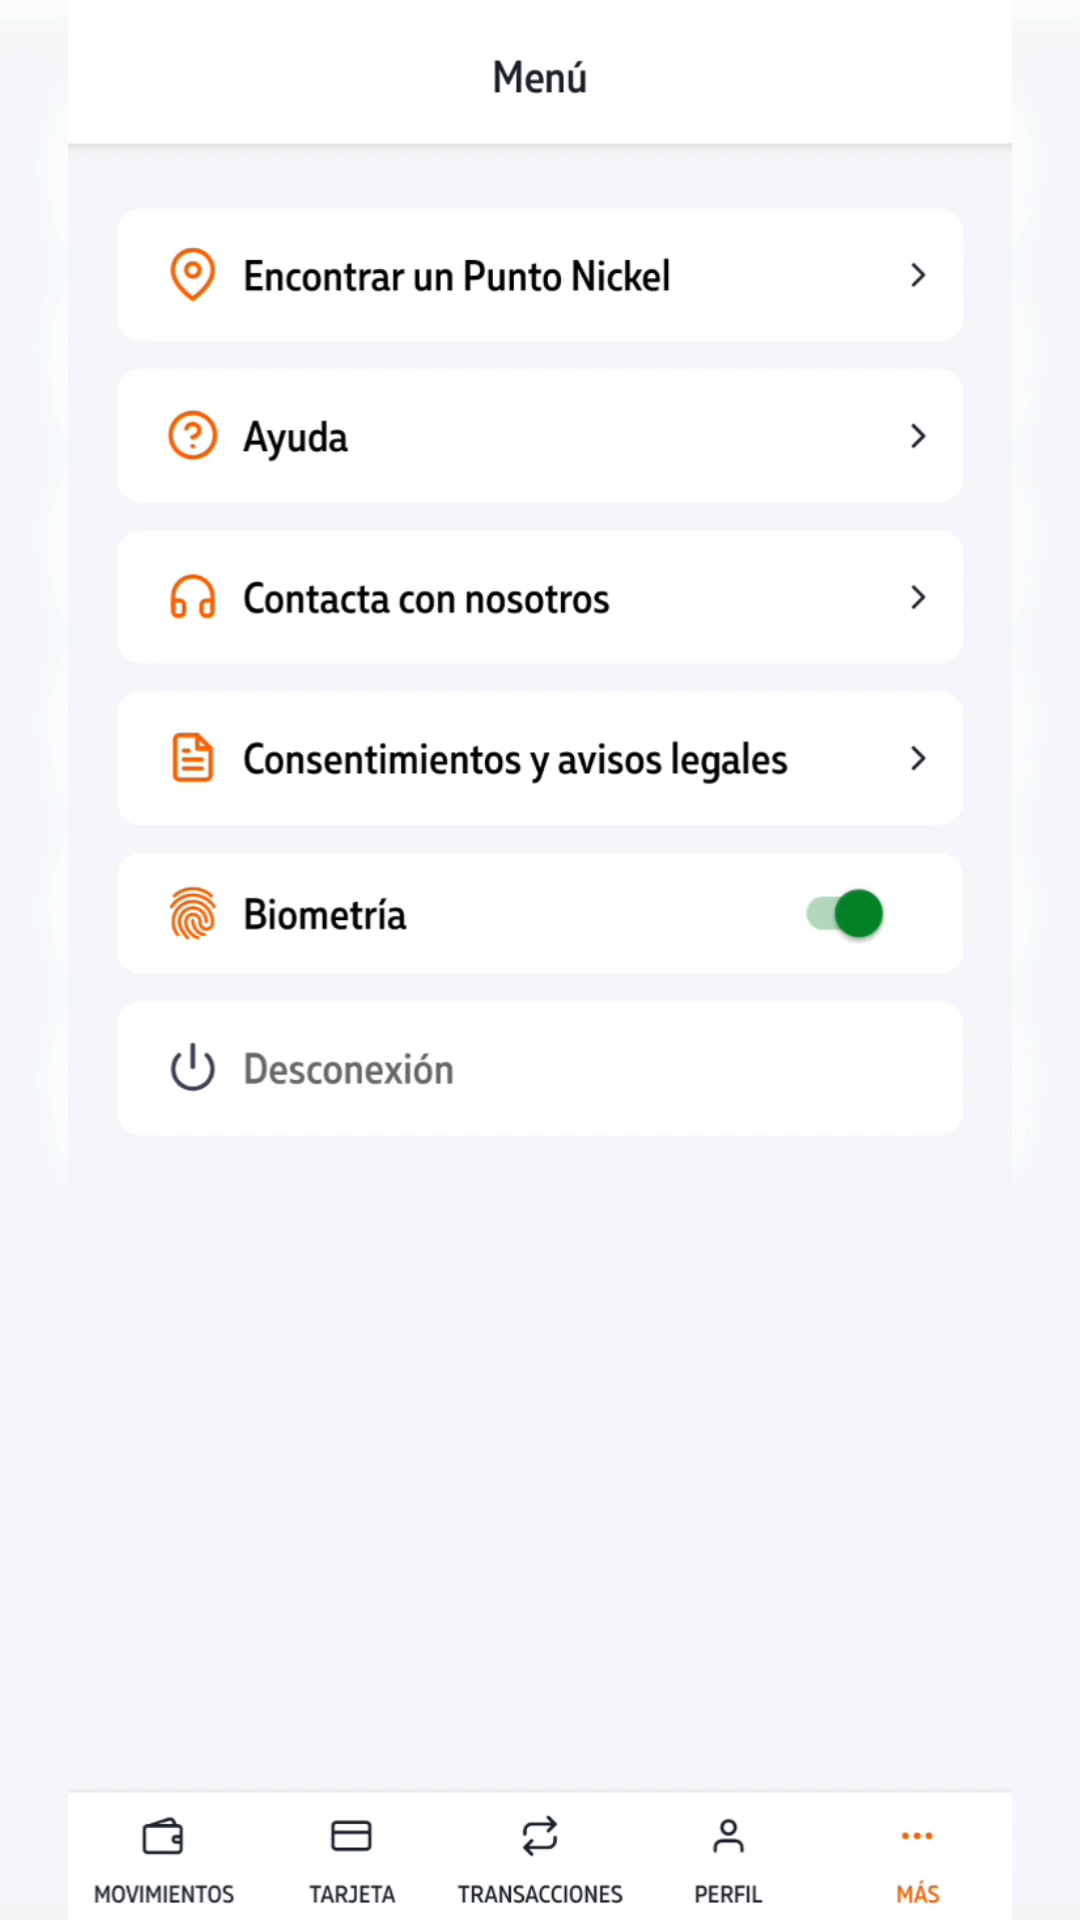 Menú
Encontrar un Punto Nickel
Ayuda
Contacta con nosotros
Consentimientos y avisos legales
Biometría
Desconexión
MOVIMIENTOS
TARJETA
TRANSACCIONES
PERFIL
MÁS